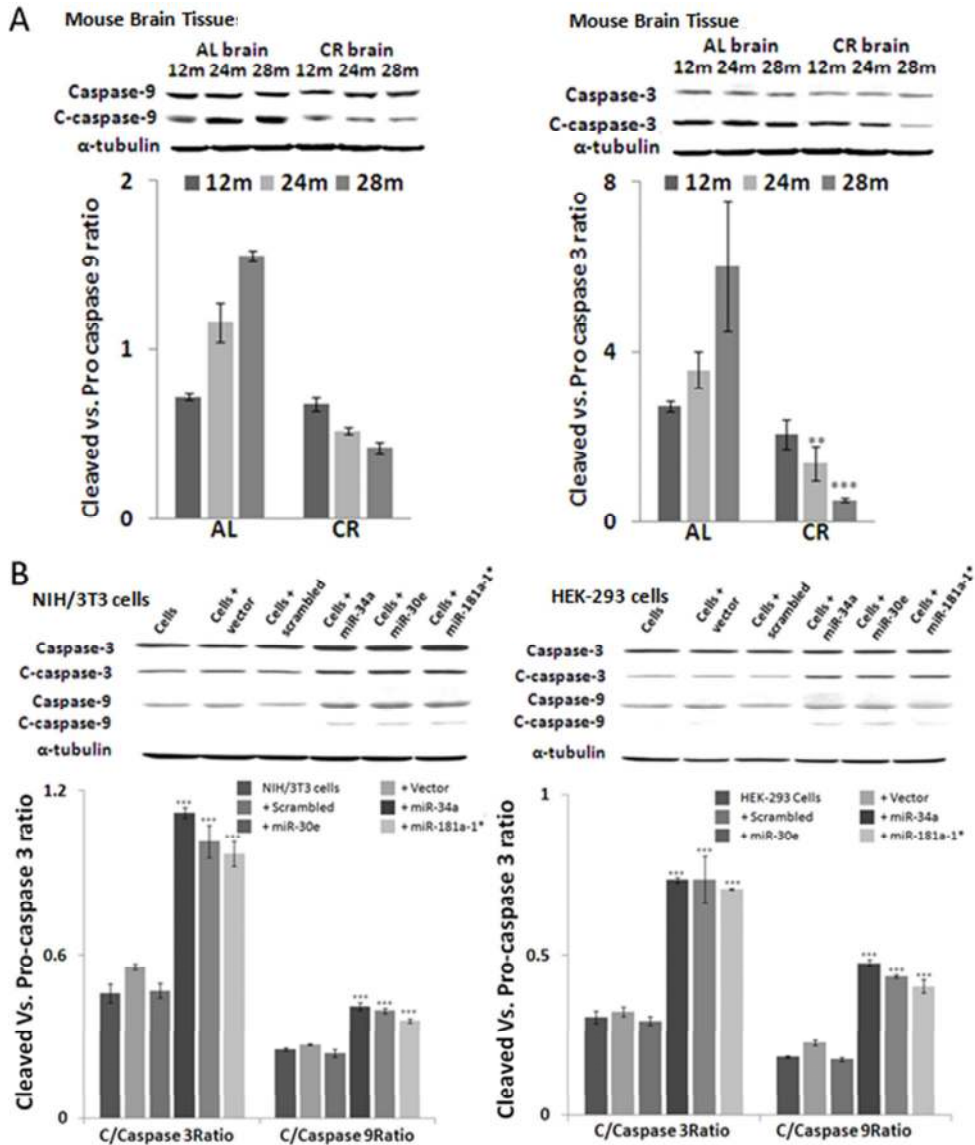 A
Mouse Brain Tissue:
AL brain CR brain
12m 24m 28m 12m 24m 28m
Caspase-9
C-caspase-9
α-tubulin
2
12m 24m 28m
Cleaved vs. Pro caspase 9 ratio
1
0
AL CR
Mouse Brain Tissue
AL brain CR brain
12m 24m 28m 12m 24m 28m
Caspase-3
C-caspase-3
α-tubulin
8
12m 24m 28m
Cleaved vs. Pro caspase 3 ratio
4
**
***
0
AL CR
B
NIH/3T3 cells
Cells
Cells + vector
Cells + scrambled
Cells + miR-34a
Cells + miR-30e
Cells + miR-181a-1*
Caspase-3
C-caspase-3
Caspase-9
C-caspase-9
α-tubulin
1.2
NIH/3T3 cells + Vector
+ Scrambled + miR-34a
+ miR-30e + miR-181a-1*
Cleaved Vs. Pro-caspase 3 ratio
*** *** ***
0.6
*** *** ***
0
C/Caspase 3Ratio C/Caspase 9Ratio
HEK-293 cells
Cells
Cells + vector
Cells + scrambled
Cells + miR-34a
Cells + miR-30e
Cells + miR-181a-1*
Caspase-3
C-caspase-3
Caspase-9
C-caspase-9
α-tubulin
1
HEK-293 Cells + Vector
+ Scrambled + miR-34a
+ miR-30e + miR-181a-1*
Cleaved Vs. Pro-caspase 3 ratio
*** *** ***
0.5
*** *** ***
0
C/Caspase 3Ratio C/Caspase 9Ratio